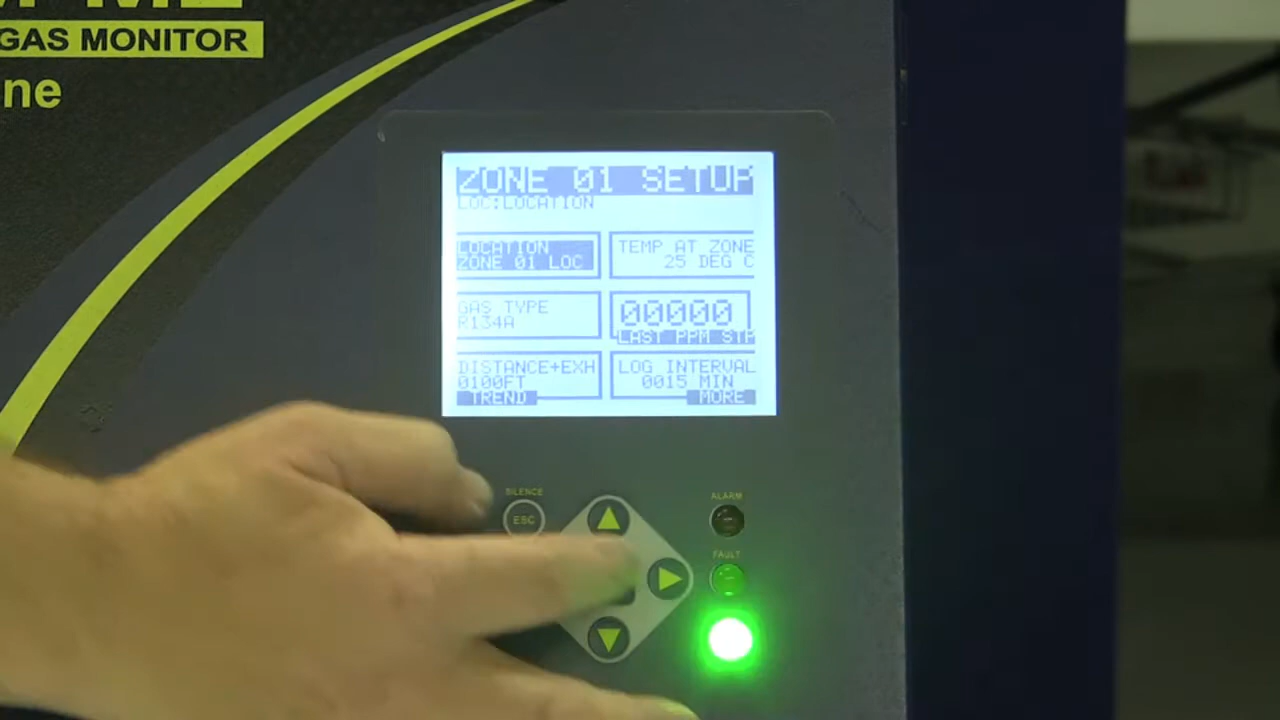 GAS MONITOR
ne
ZONE 01 SETUP
LOC:LOCATION
LOCATION
ZONE 01 LOC
TEMP AT ZONE
25 DEG C
GAS TYPE
R134A
00000
LAST PPM STP
DISTANCE+EXH
0100FT
LOG INTERVAL
0015 MIN
TREND
MORE
SILENCE
ESC
ALARM
FAULT